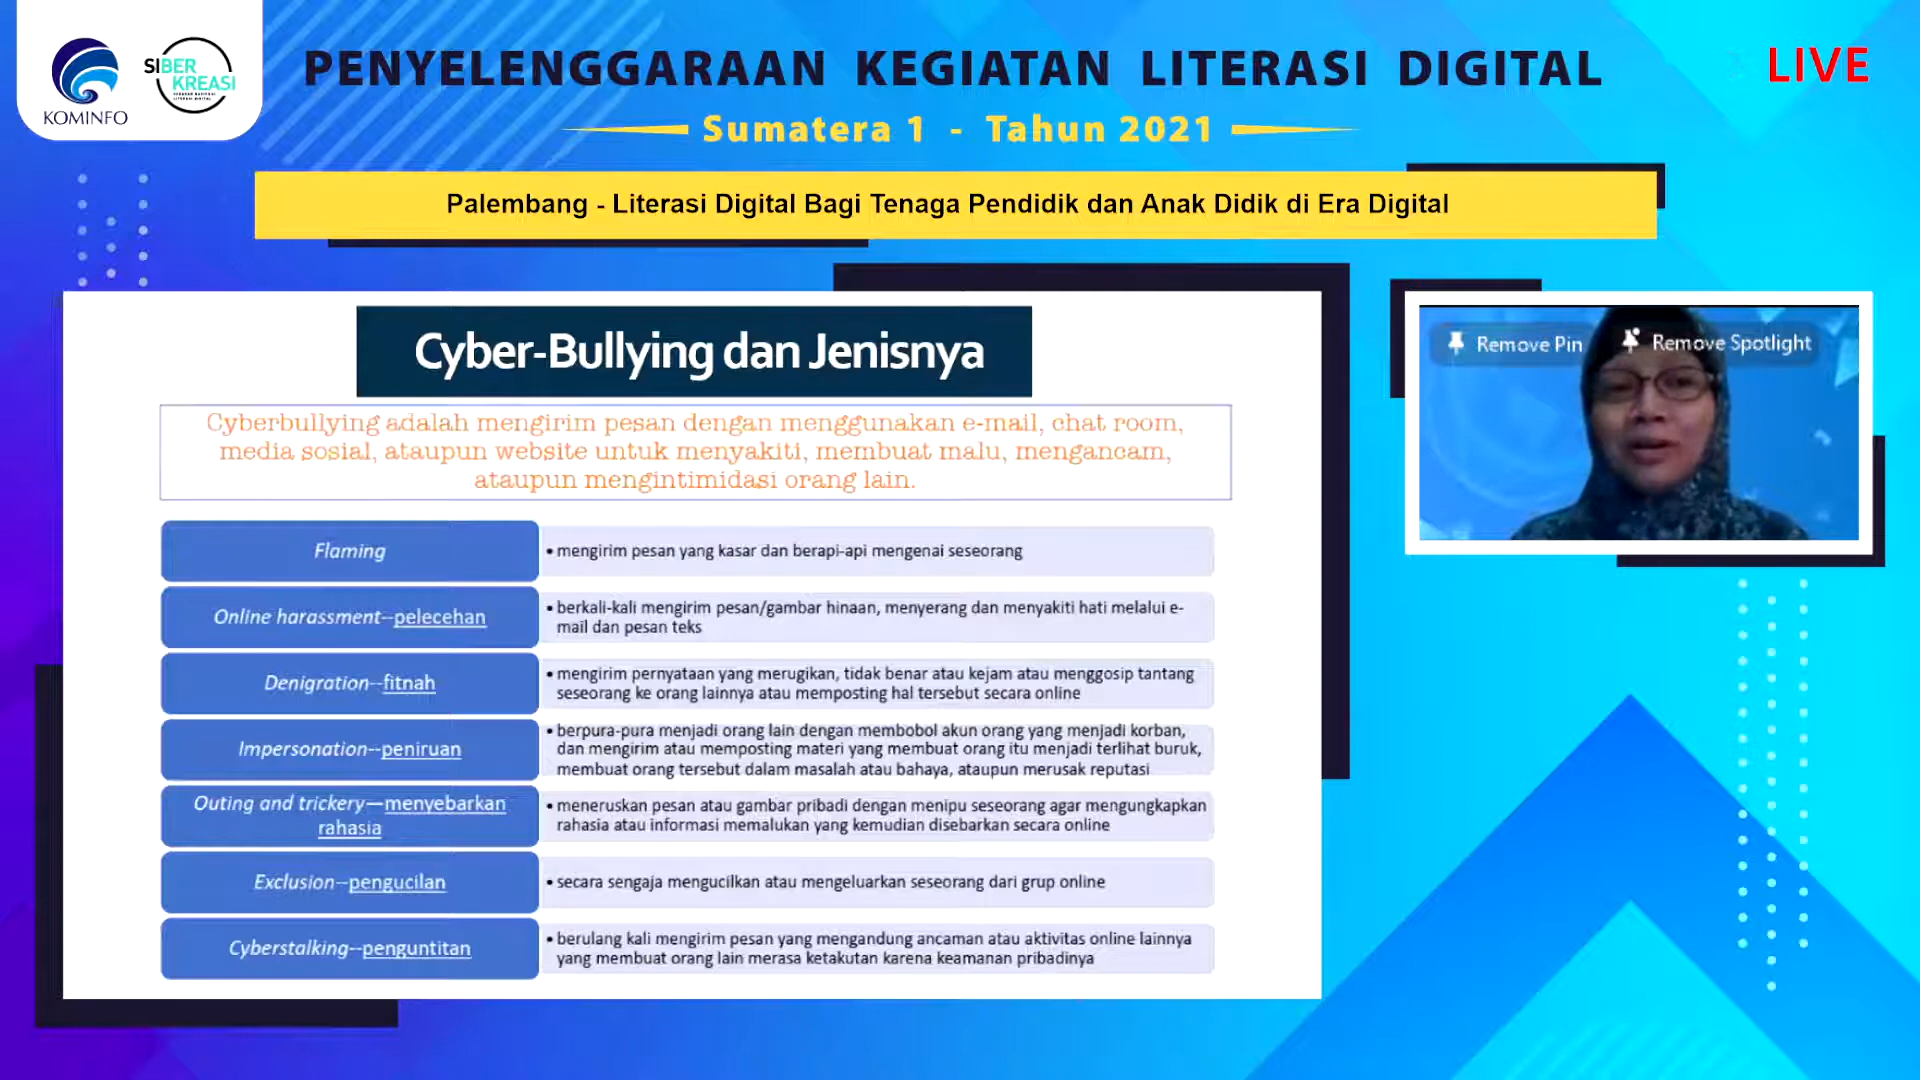 KOMINFO
SIBER
KREASI
PENYELENGGARAAN KEGIATAN LITERASI DIGITAL
LIVE
Sumatera 1 - Tahun 2021
Palembang - Literasi Digital Bagi Tenaga Pendidik dan Anak Didik di Era Digital
Cyber-Bullying dan Jenisnya
Remove Pin
Remove Spotlight
Cyberbullying adalah mengirim pesan dengan menggunakan e-mail, chat room,
media sosial, ataupun website untuk menyakiti, membuat malu, mengancam,
ataupun mengintimidasi orang lain.
Flaming
• mengirim pesan yang kasar dan berapi-api mengenai seseorang
Online harassment--pelecehan
• berkali-kali mengirim pesan/gambar hinaan, menyerang dan menyakiti hati melalui e-
mail dan pesan teks
Denigration--fitnah
• mengirim pernyataan yang merugikan, tidak benar atau kejam atau menggosip tantang
seseorang ke orang lainnya atau memposting hal tersebut secara online
Impersonation--peniruan
• berpura-pura menjadi orang lain dengan membobol akun orang yang menjadi korban,
dan mengirim atau memposting materi yang membuat orang itu menjadi terlihat buruk,
membuat orang tersebut dalam masalah atau bahaya, ataupun merusak reputasi
Outing and trickery—menyebarkan
rahasia
• meneruskan pesan atau gambar pribadi dengan menipu seseorang agar mengungkapkan
rahasia atau informasi memalukan yang kemudian disebarkan secara online
Exclusion--pengucilan
• secara sengaja mengucilkan atau mengeluarkan seseorang dari grup online
Cyberstalking--penguntitan
• berulang kali mengirim pesan yang mengandung ancaman atau aktivitas online lainnya
yang membuat orang lain merasa ketakutan karena keamanan pribadinya